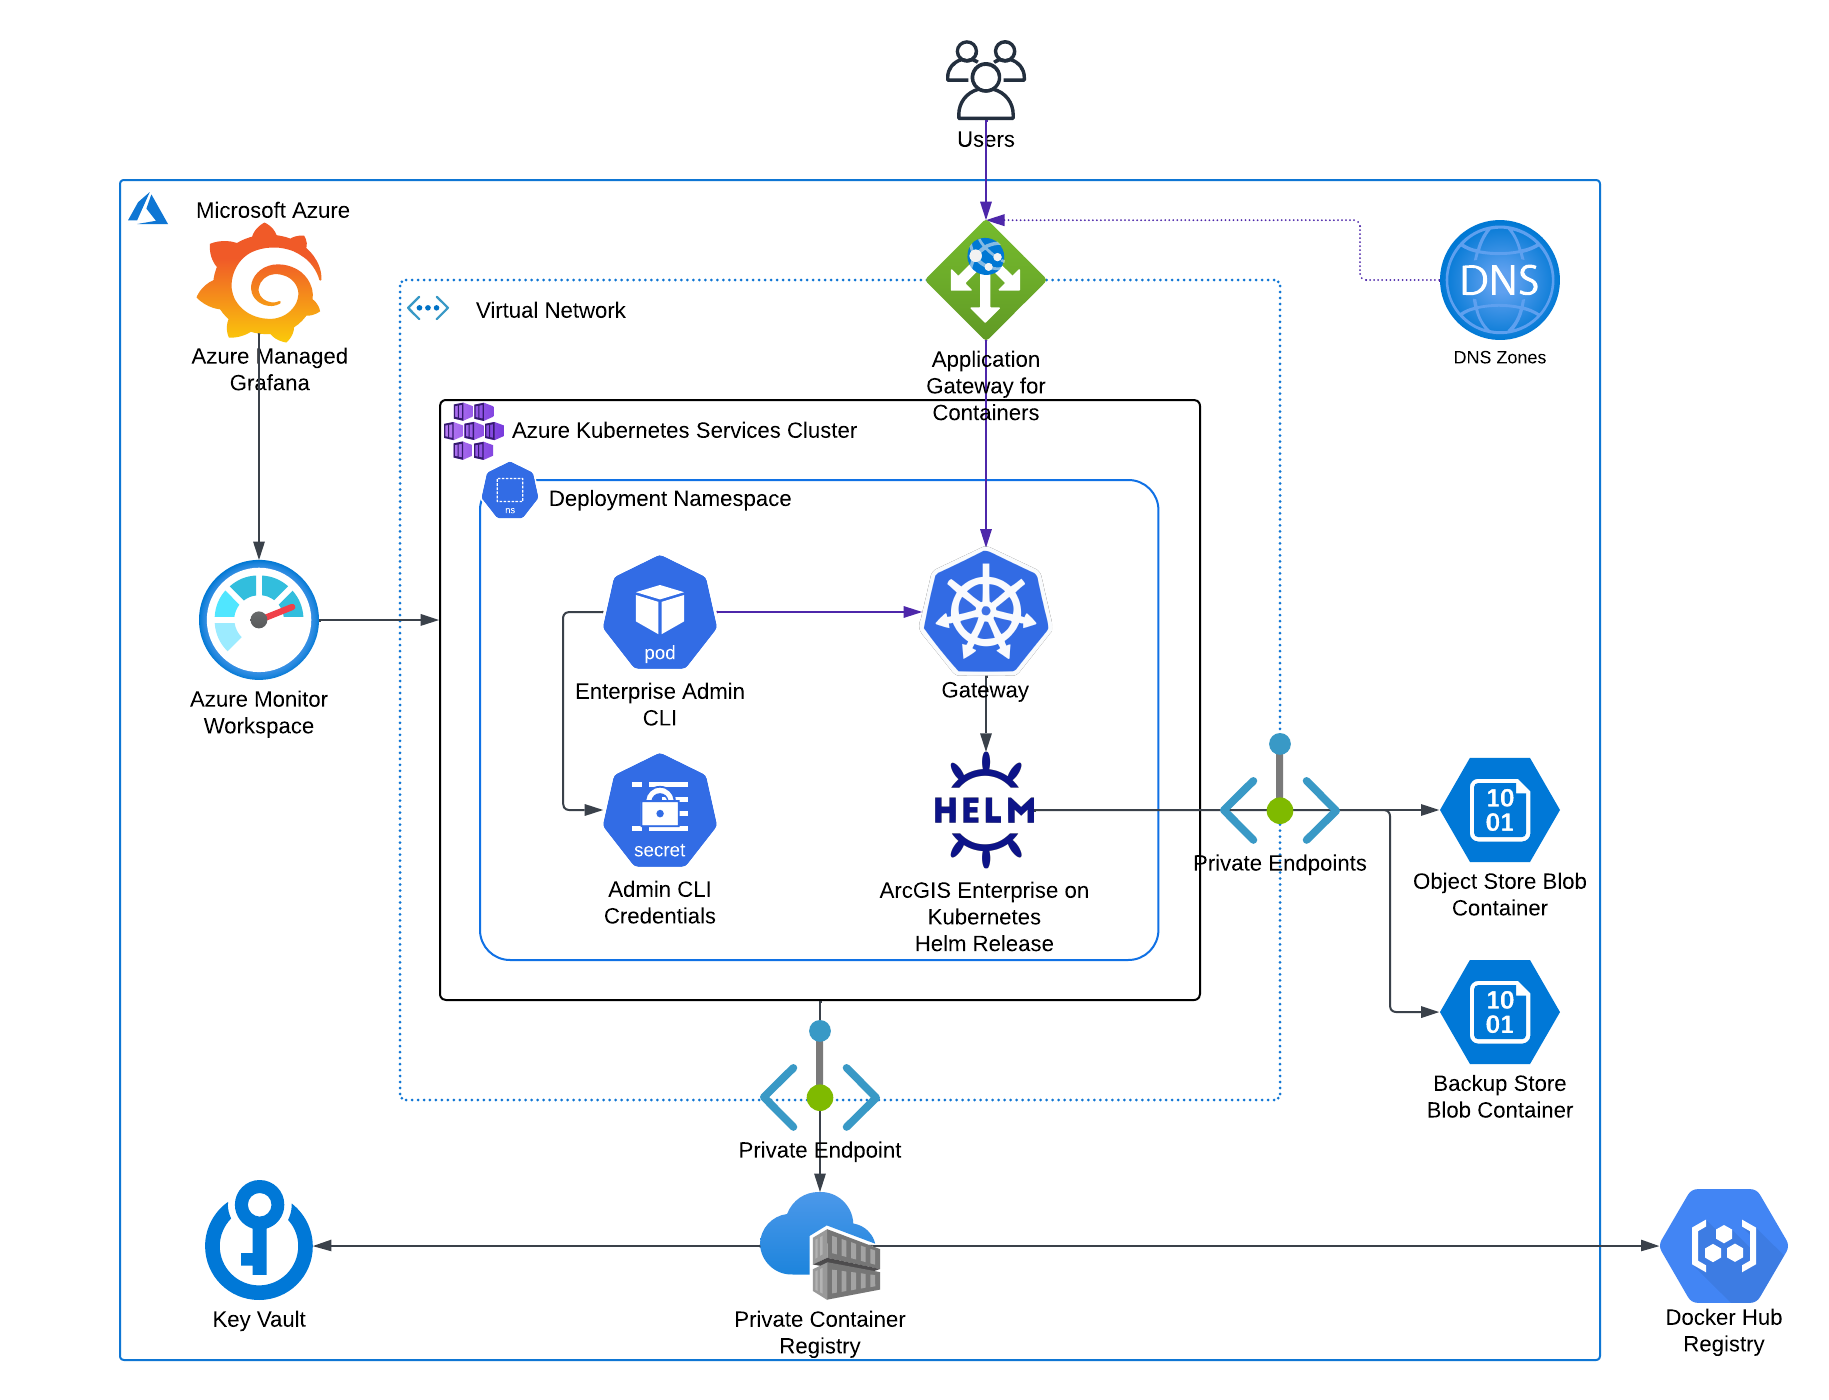 Users
Microsoft Azure
DNS
DNS Zones
Azure Managed
Grafana
Virtual Network
Application
Gateway for
Containers
Azure Kubernetes Services Cluster
ns
Deployment Namespace
pod
Enterprise Admin
CLI
Gateway
Azure Monitor
Workspace
secret
Admin CLI
Credentials
HELM
ArcGIS Enterprise on
Kubernetes
Helm Release
Private Endpoints
10
01
Object Store Blob
Container
10
01
Backup Store
Blob Container
Private Endpoint
Key Vault
Private Container
Registry
Docker Hub
Registry